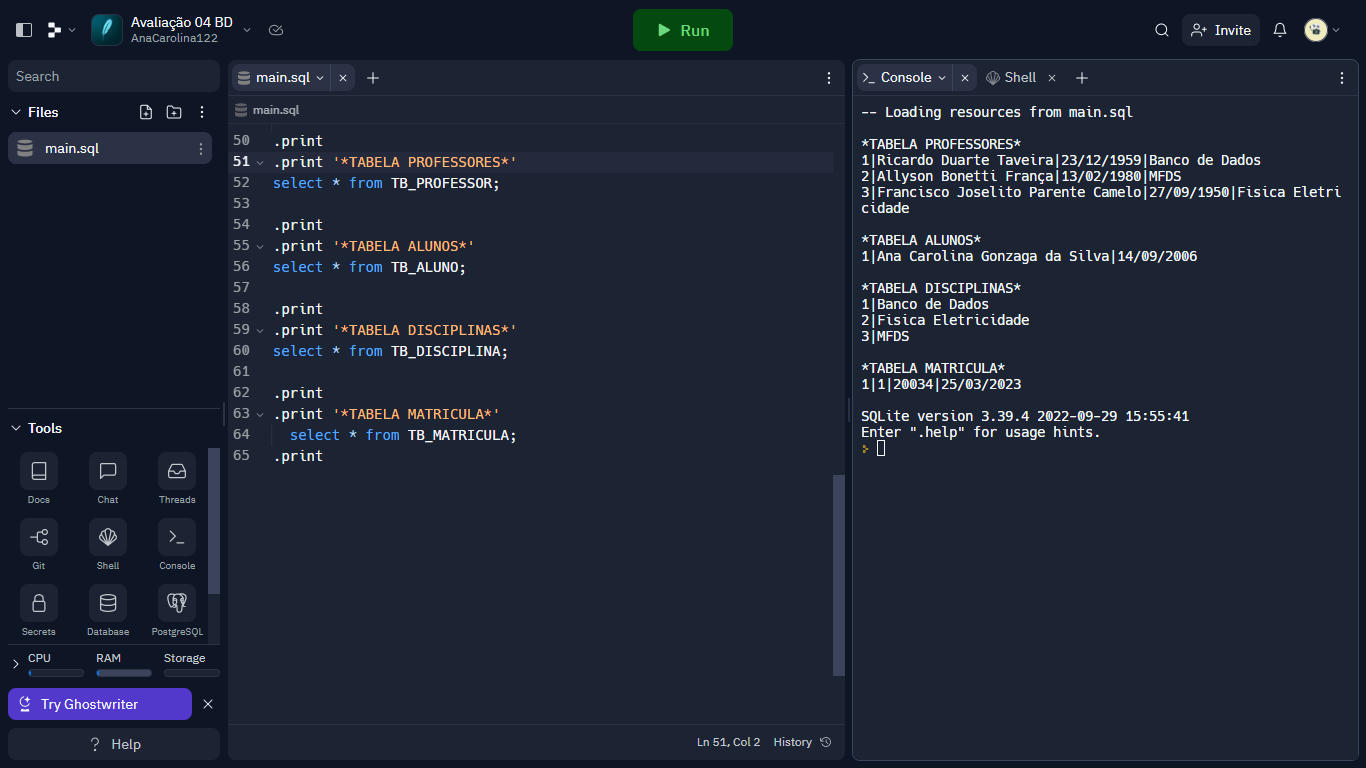 Avaliação 04 BD
AnaCarolina122
Run
Invite
Search
Files
main.sql
Tools
Docs
Chat
Threads
Git
Shell
Console
Secrets
Database
PostgreSQL
CPU
RAM
Storage
Try Ghostwriter
? Help
main.sql
main.sql
50 .print
51 .print '*TABELA PROFESSORES*'
52 select * from TB_PROFESSOR;
53
54 .print
55 .print '*TABELA ALUNOS*'
56 select * from TB_ALUNO;
57
58 .print
59 .print '*TABELA DISCIPLINAS*'
60 select * from TB_DISCIPLINA;
61
62 .print
63 .print '*TABELA MATRICULA*'
64 select * from TB_MATRICULA;
65 .print
Ln 51, Col 2 History
Console
Shell
-- Loading resources from main.sql
*TABELA PROFESSORES*
1|Ricardo Duarte Taveira|23/12/1959|Banco de Dados
2|Allyson Bonetti França|13/02/1980|MFDS
3|Francisco Joselito Parente Camelo|27/09/1950|Fisica Eletri
cidade
*TABELA ALUNOS*
1|Ana Carolina Gonzaga da Silva|14/09/2006
*TABELA DISCIPLINAS*
1|Banco de Dados
2|Fisica Eletricidade
3|MFDS
*TABELA MATRICULA*
1|1|20034|25/03/2023
SQLite version 3.39.4 2022-09-29 15:55:41
Enter ".help" for usage hints.